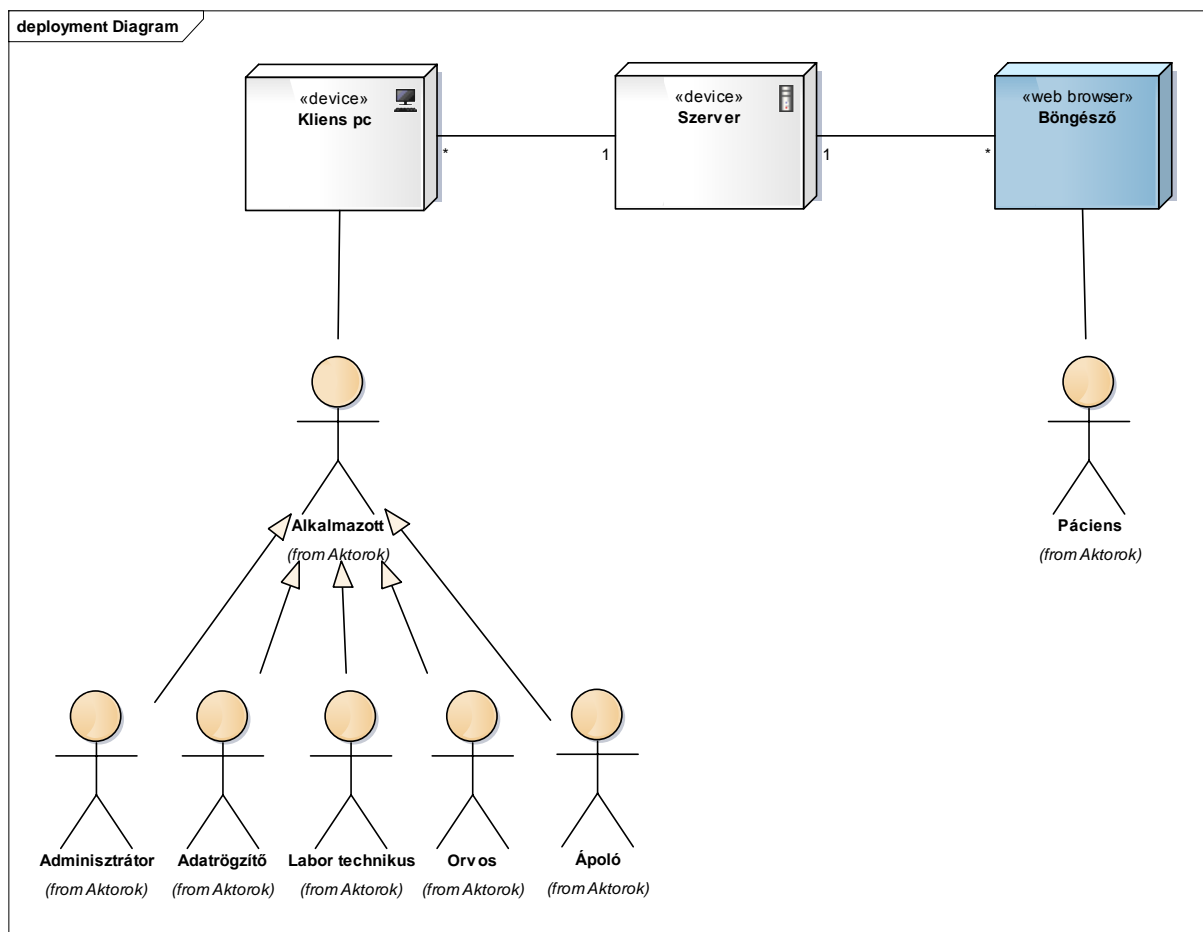 deployment Diagram
«device»
Kliens pc
«device»
Szerver
«web browser»
Böngésző
*
1
1
*
Alkalmazott
(from Aktorok)
Páciens
(from Aktorok)
Adminisztrátor
(from Aktorok)
Adatrögzítő
(from Aktorok)
Labor technikus
(from Aktorok)
Orvos
(from Aktorok)
Ápoló
(from Aktorok)